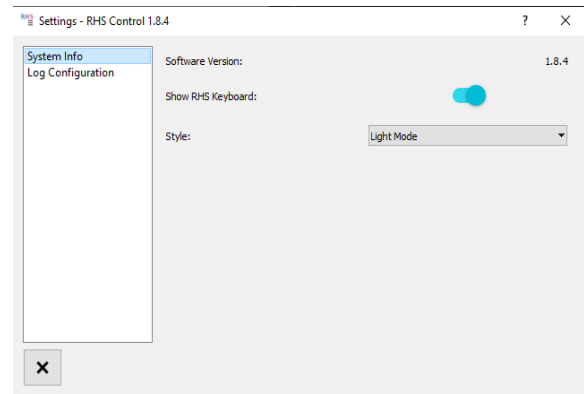 RHS
Settings - RHS Control 1.8.4
System Info
Log Configuration
Software Version: 1.8.4
Show RHS Keyboard:
Style: Light Mode